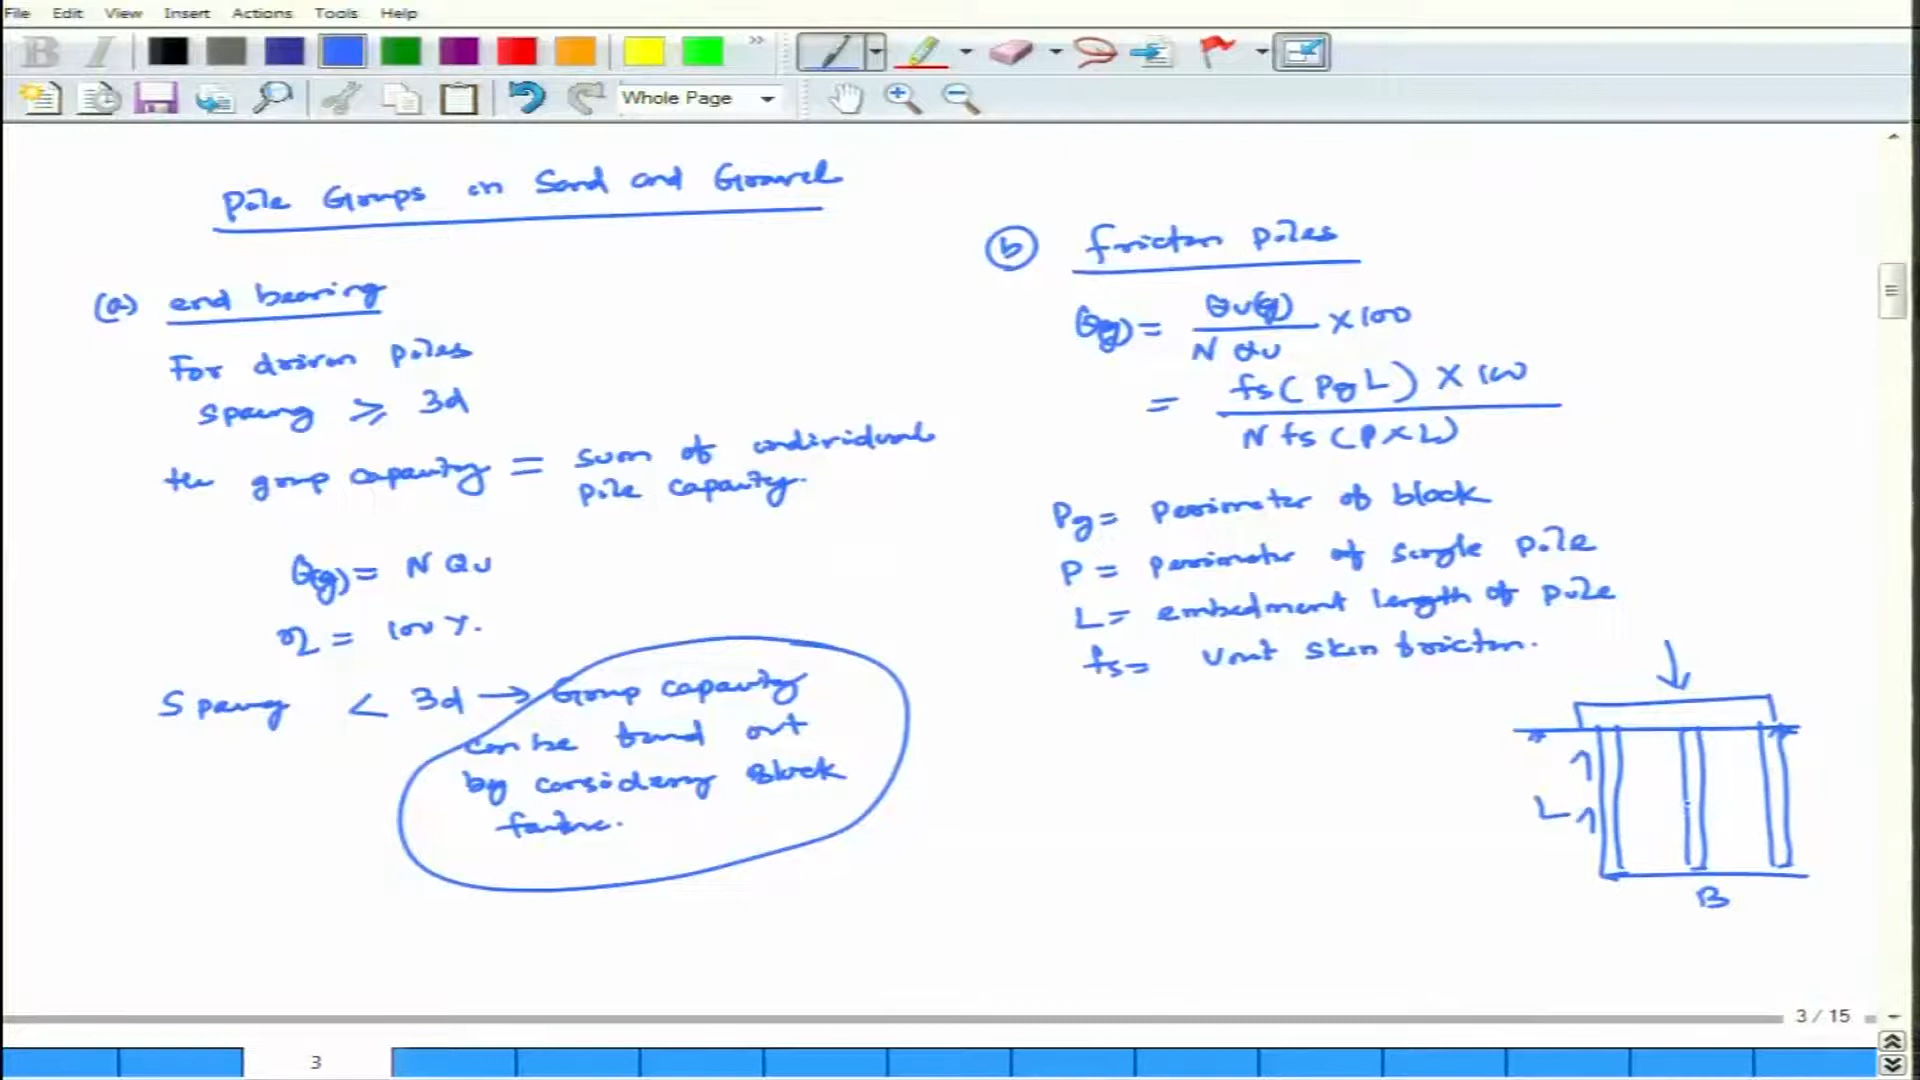 File Edit View Insert Actions Tools Help
B I
Whole Page
Pile Groups in Sand and Gravel
(a) end bearing
For driven piles
spacing ≥ 3d
the group capacity = sum of individual
pile capacity.
Q(g) = N Qu
η = 100 %.
Spacing < 3d → Group capacity
can be found out
by considering Block
failure.
(b) friction piles
Q(g) = Qu(g) / N Qu × 100
= fs (Pg L) × 100 / N fs (P × L)
Pg = Perimeter of block
P = perimeter of single pile
L = embedment length of pile
fs = Unit skin friction.
L
B
3 / 15
3